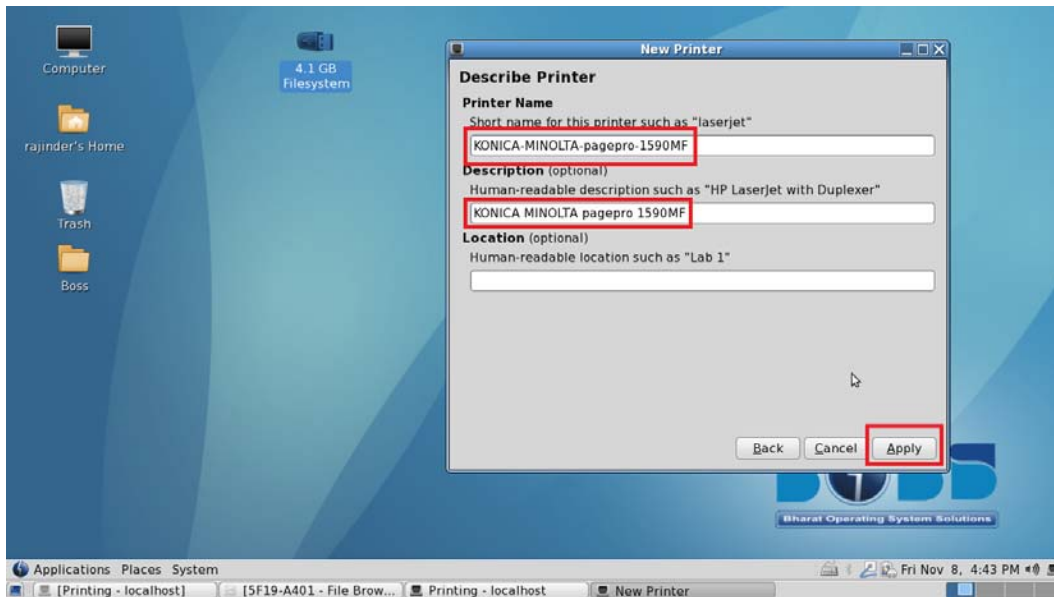 Computer
4.1 GB
Filesystem
rajinder's Home
Trash
Boss
New Printer
Describe Printer
Printer Name
Short name for this printer such as "laserjet"
KONICA-MINOLTA-pagepro-1590MF
Description (optional)
Human-readable description such as "HP LaserJet with Duplexer"
KONICA MINOLTA pagepro 1590MF
Location (optional)
Human-readable location such as "Lab 1"
Back Cancel Apply
Bharat Operating System Solutions
Applications Places System Fri Nov 8, 4:43 PM
[Printing - localhost] [5F19-A401 - File Brow... Printing - localhost New Printer